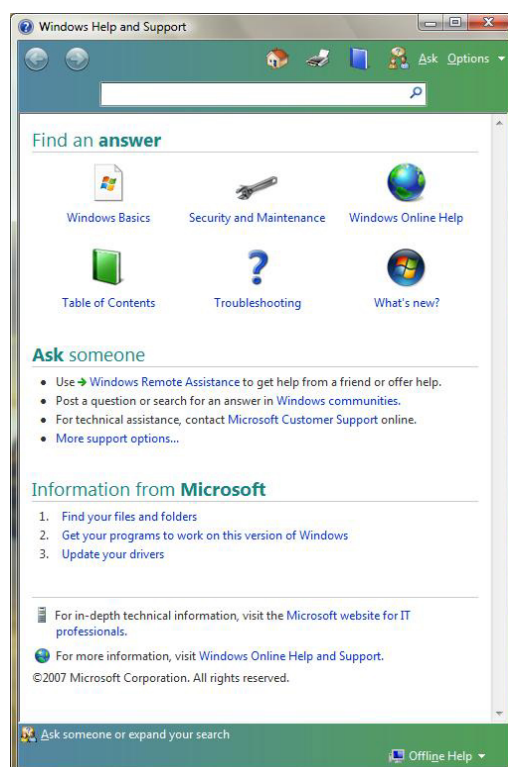 Windows Help and Support
Ask Options
Find an answer
Windows Basics
Security and Maintenance
Windows Online Help
Table of Contents
Troubleshooting
What's new?
Ask someone
Use Windows Remote Assistance to get help from a friend or offer help.
Post a question or search for an answer in Windows communities.
For technical assistance, contact Microsoft Customer Support online.
More support options...
Information from Microsoft
1. Find your files and folders
2. Get your programs to work on this version of Windows
3. Update your drivers
For in-depth technical information, visit the Microsoft website for IT
professionals.
For more information, visit Windows Online Help and Support.
©2007 Microsoft Corporation. All rights reserved.
Ask someone or expand your search
Offline Help